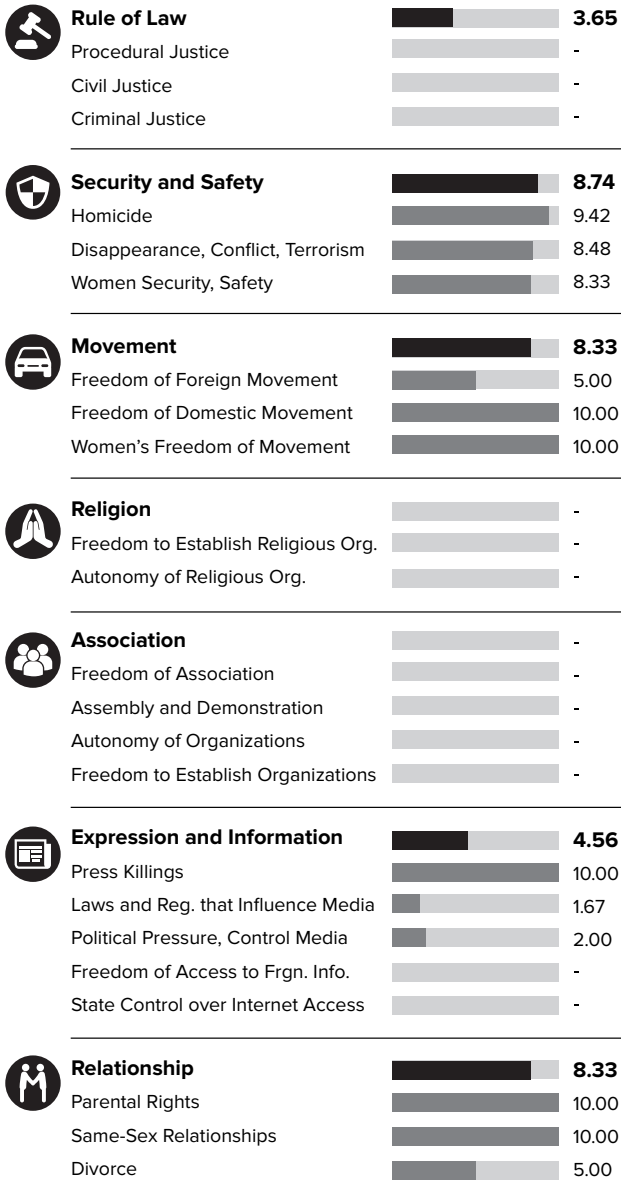 Rule of Law 3.65
Procedural Justice -
Civil Justice -
Criminal Justice -
Security and Safety 8.74
Homicide 9.42
Disappearance, Conflict, Terrorism 8.48
Women Security, Safety 8.33
Movement 8.33
Freedom of Foreign Movement 5.00
Freedom of Domestic Movement 10.00
Women’s Freedom of Movement 10.00
Religion -
Freedom to Establish Religious Org. -
Autonomy of Religious Org. -
Association -
Freedom of Association -
Assembly and Demonstration -
Autonomy of Organizations -
Freedom to Establish Organizations -
Expression and Information 4.56
Press Killings 10.00
Laws and Reg. that Influence Media 1.67
Political Pressure, Control Media 2.00
Freedom of Access to Frgn. Info. -
State Control over Internet Access -
Relationship 8.33
Parental Rights 10.00
Same-Sex Relationships 10.00
Divorce 5.00